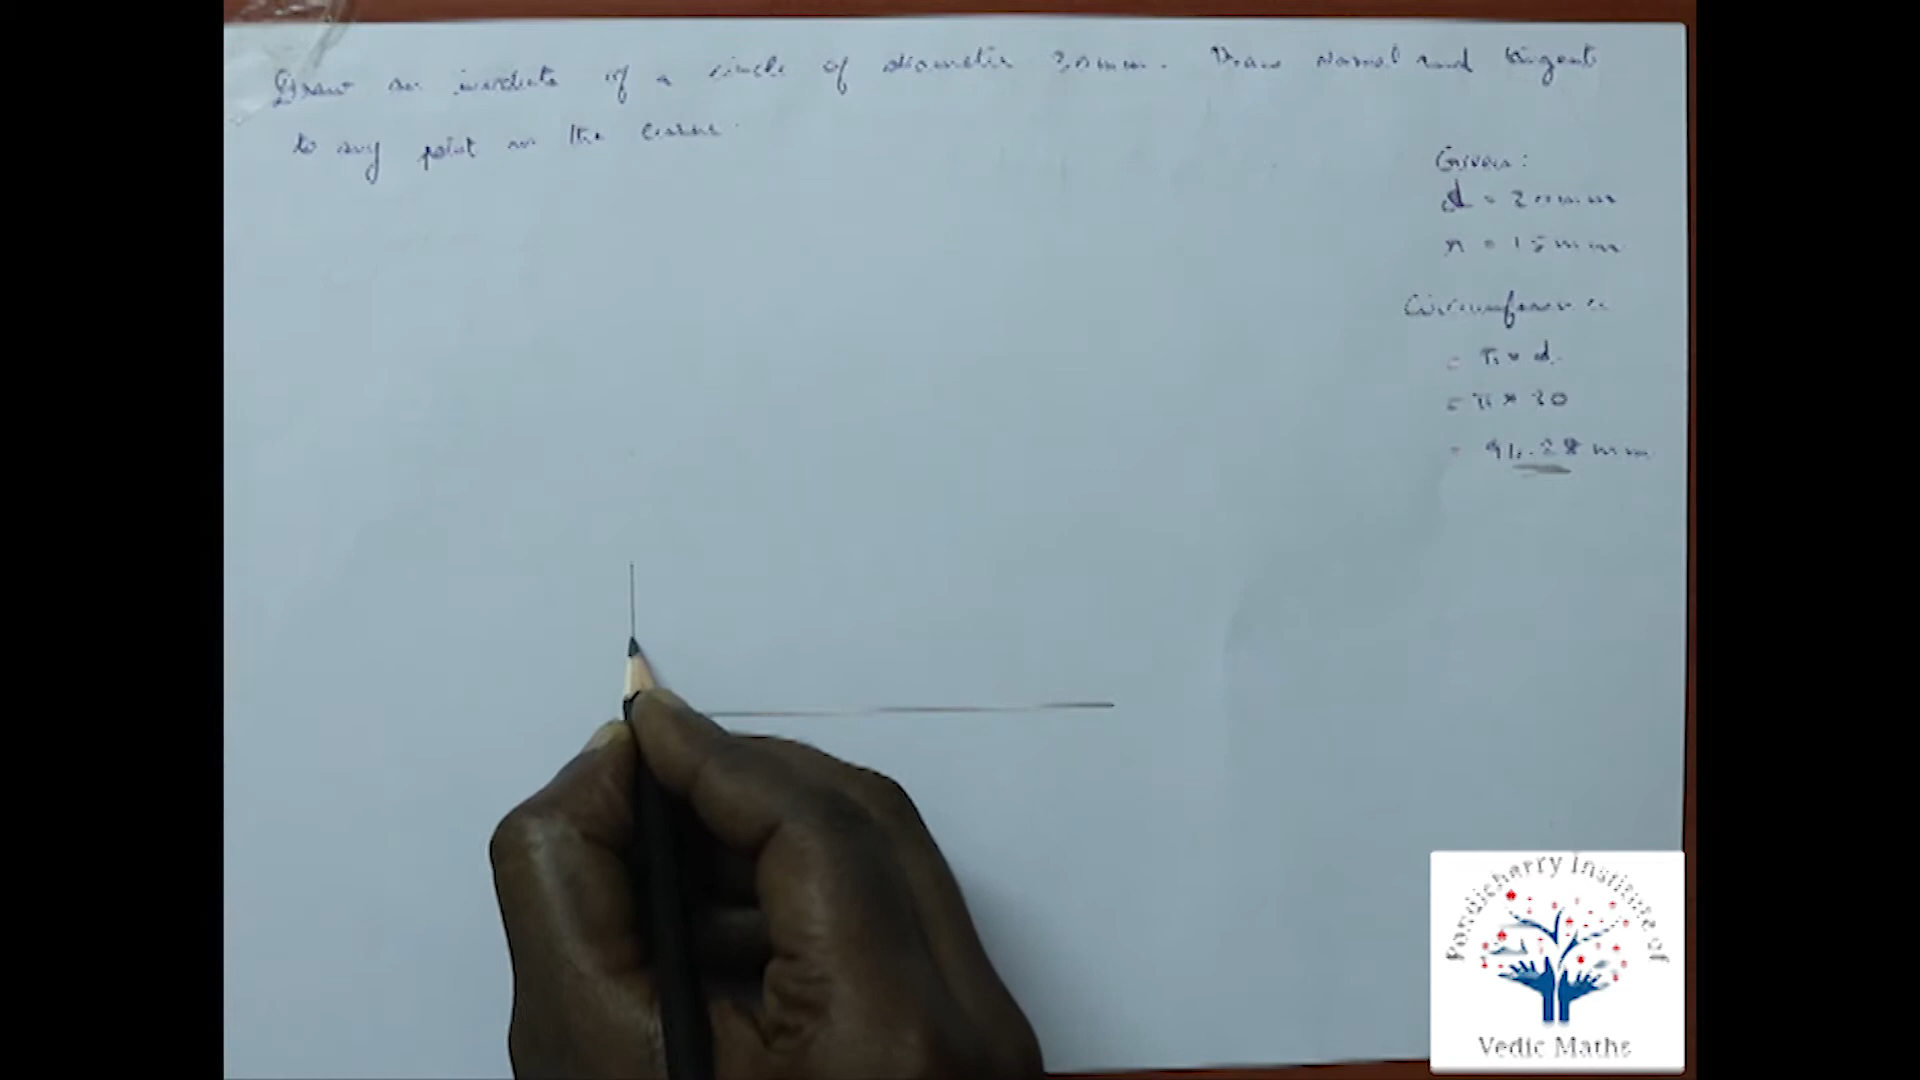 Draw an involute of a circle of diameter 30mm. Draw Normal and tangent
to any point on the curve.
Given:
d = 30mm
r = 15mm
Circumference
= π × d.
= π × 30
= 94.28 mm
Pondicherry Institute of
Vedic Maths